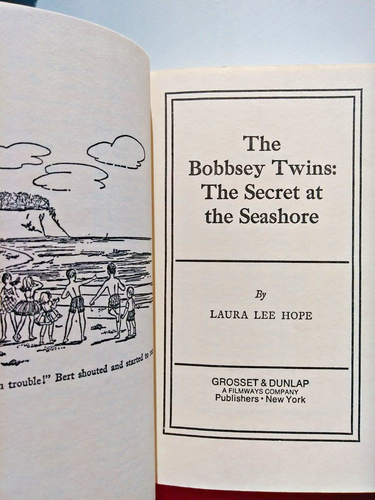 n trouble!" Bert shouted and started to
The
Bobbsey Twins:
The Secret at
the Seashore
By
LAURA LEE HOPE
GROSSET & DUNLAP
A FILMWAYS COMPANY
Publishers • New York